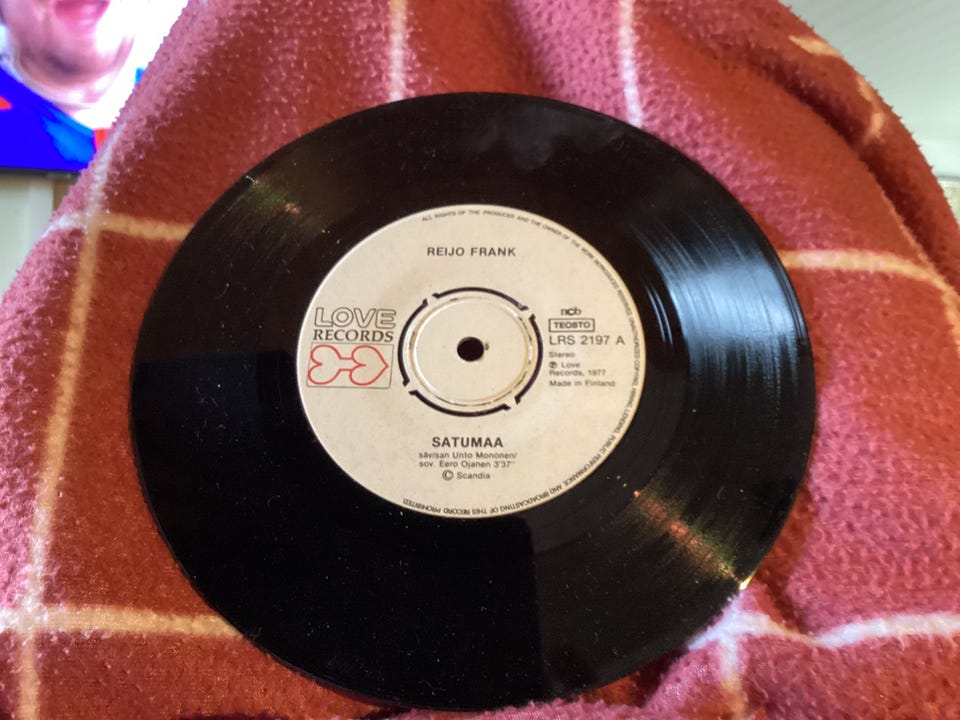 ALL RIGHTS OF THE PRODUCER AND THE OWNER OF THE WORK REPRODUCED RESERVED. UNAUTHORIZED COPYING, HIRING, LENDING, PUBLIC PERFORMANCE AND BROADCASTING OF THIS RECORD PROHIBITED.
REIJO FRANK
LOVE
RECORDS
ncb
TEOSTO
LRS 2197 A
Stereo
℗ Love
Records, 1977
Made in Finland
SATUMAA
säv/san Unto Mononen/
sov. Eero Ojanen 3'37"
© Scandia